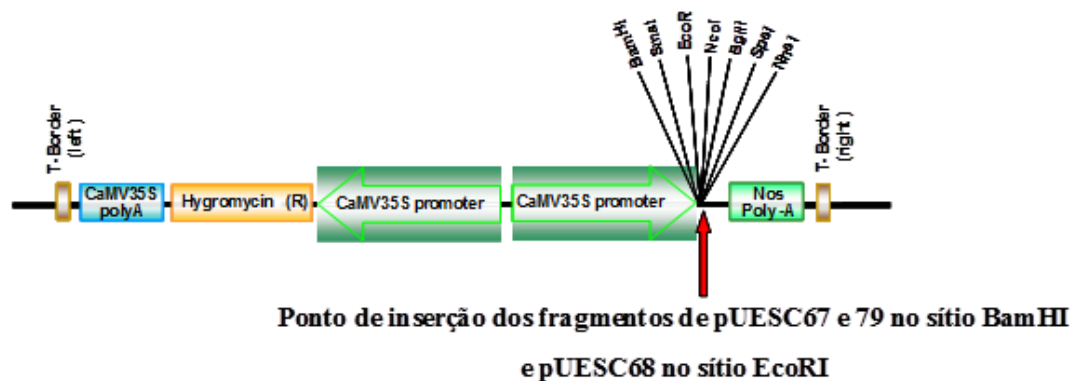 BamHI
SmaI
EcoR
NcoI
BglII
SpeI
NheI
T-Border
(left )
CaMV35S
polyA
Hygromycin (R)
CaMV35S promoter
CaMV35S promoter
Nos
Poly-A
T-Border
(right)
Ponto de inserção dos fragmentos de pUESC67 e 79 no sítio BamHI
e pUESC68 no sítio EcoRI